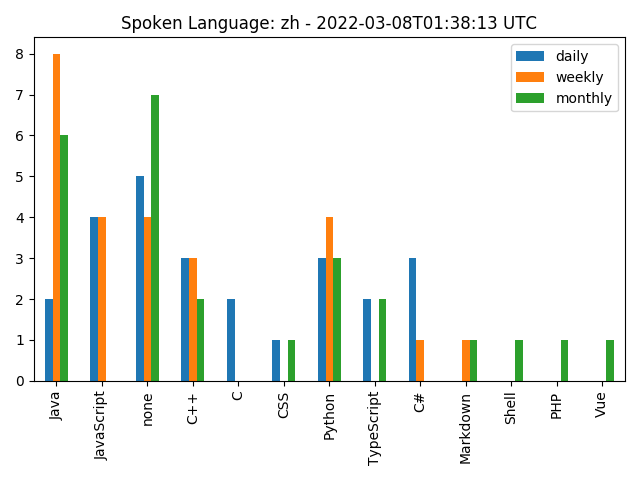 Spoken Language: zh - 2022-03-08T01:38:13 UTC
daily
weekly
monthly
8
7
6
5
4
3
2
1
0
Java
JavaScript
none
C++
C
CSS
Python
TypeScript
C#
Markdown
Shell
PHP
Vue